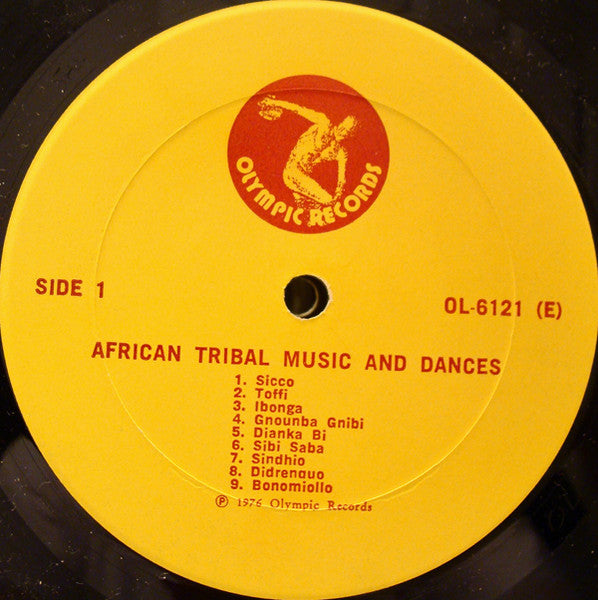 OLYMPIC RECORDS
SIDE 1
OL-6121 (E)
AFRICAN TRIBAL MUSIC AND DANCES
1. Sicco
2. Toffi
3. Ibonga
4. Gnounba Gnibi
5. Dianka Bi
6. Sibi Saba
7. Sindhio
8. Didrenquo
9. Bonomiollo
℗ 1976 Olympic Records